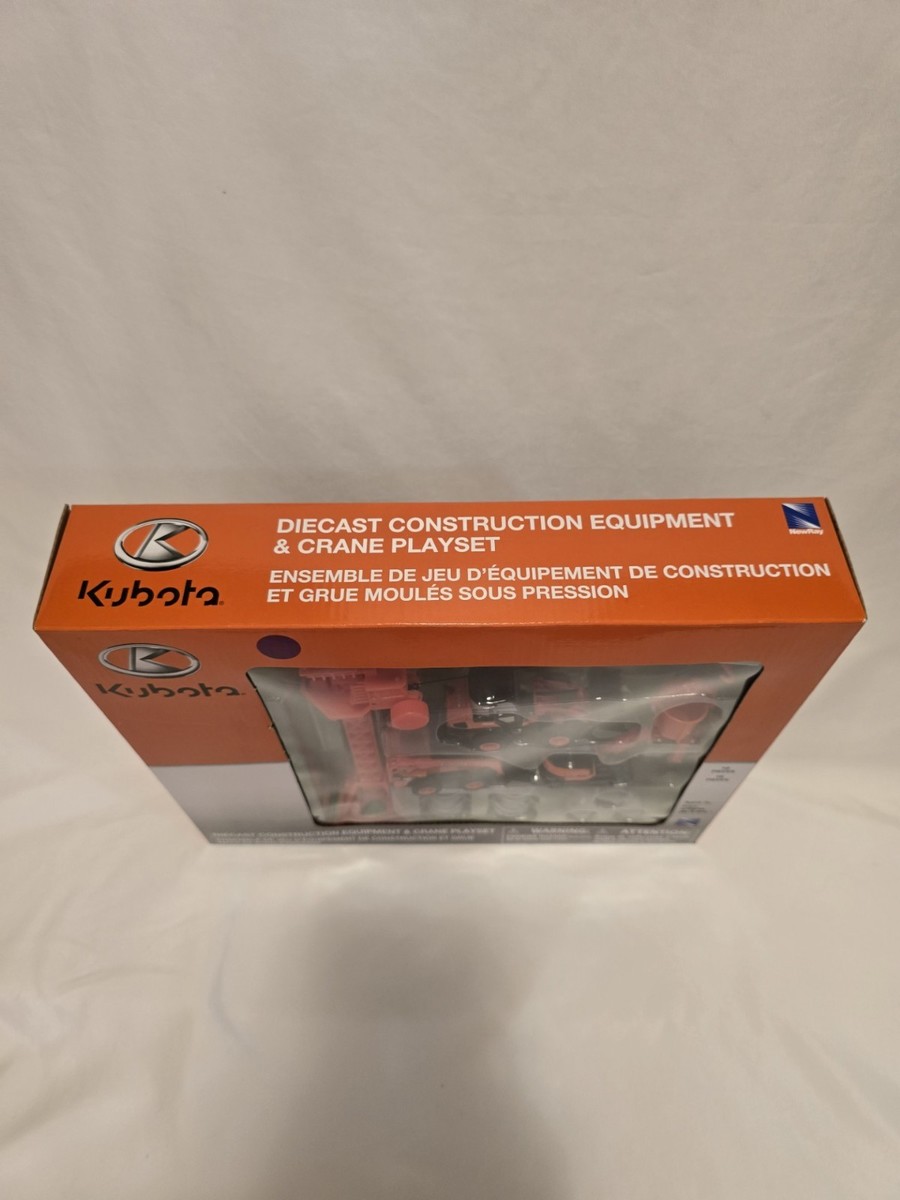 Kubota
DIECAST CONSTRUCTION EQUIPMENT
& CRANE PLAYSET
ENSEMBLE DE JEU D'ÉQUIPEMENT DE CONSTRUCTION
ET GRUE MOULÉS SOUS PRESSION
NewRay
Kubota
DIECAST CONSTRUCTION EQUIPMENT & CRANE PLAYSET
WARNING
ATTENTION